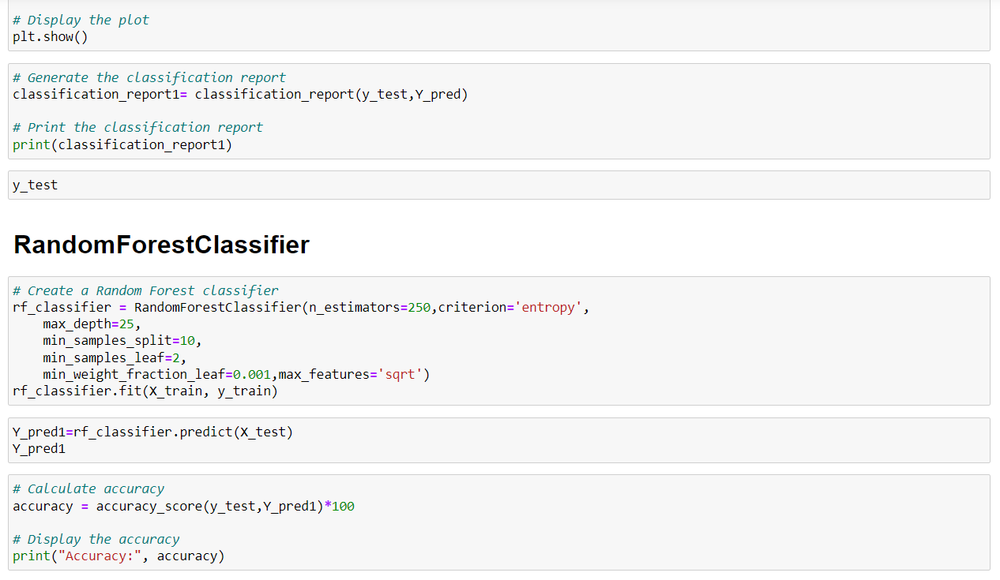 # Display the plot
plt.show()
# Generate the classification report
classification_report1= classification_report(y_test,Y_pred)
# Print the classification report
print(classification_report1)
y_test
RandomForestClassifier
# Create a Random Forest classifier
rf_classifier = RandomForestClassifier(n_estimators=250,criterion='entropy',
    max_depth=25,
    min_samples_split=10,
    min_samples_leaf=2,
    min_weight_fraction_leaf=0.001,max_features='sqrt')
rf_classifier.fit(X_train, y_train)
Y_pred1=rf_classifier.predict(X_test)
Y_pred1
# Calculate accuracy
accuracy = accuracy_score(y_test,Y_pred1)*100
# Display the accuracy
print("Accuracy:", accuracy)